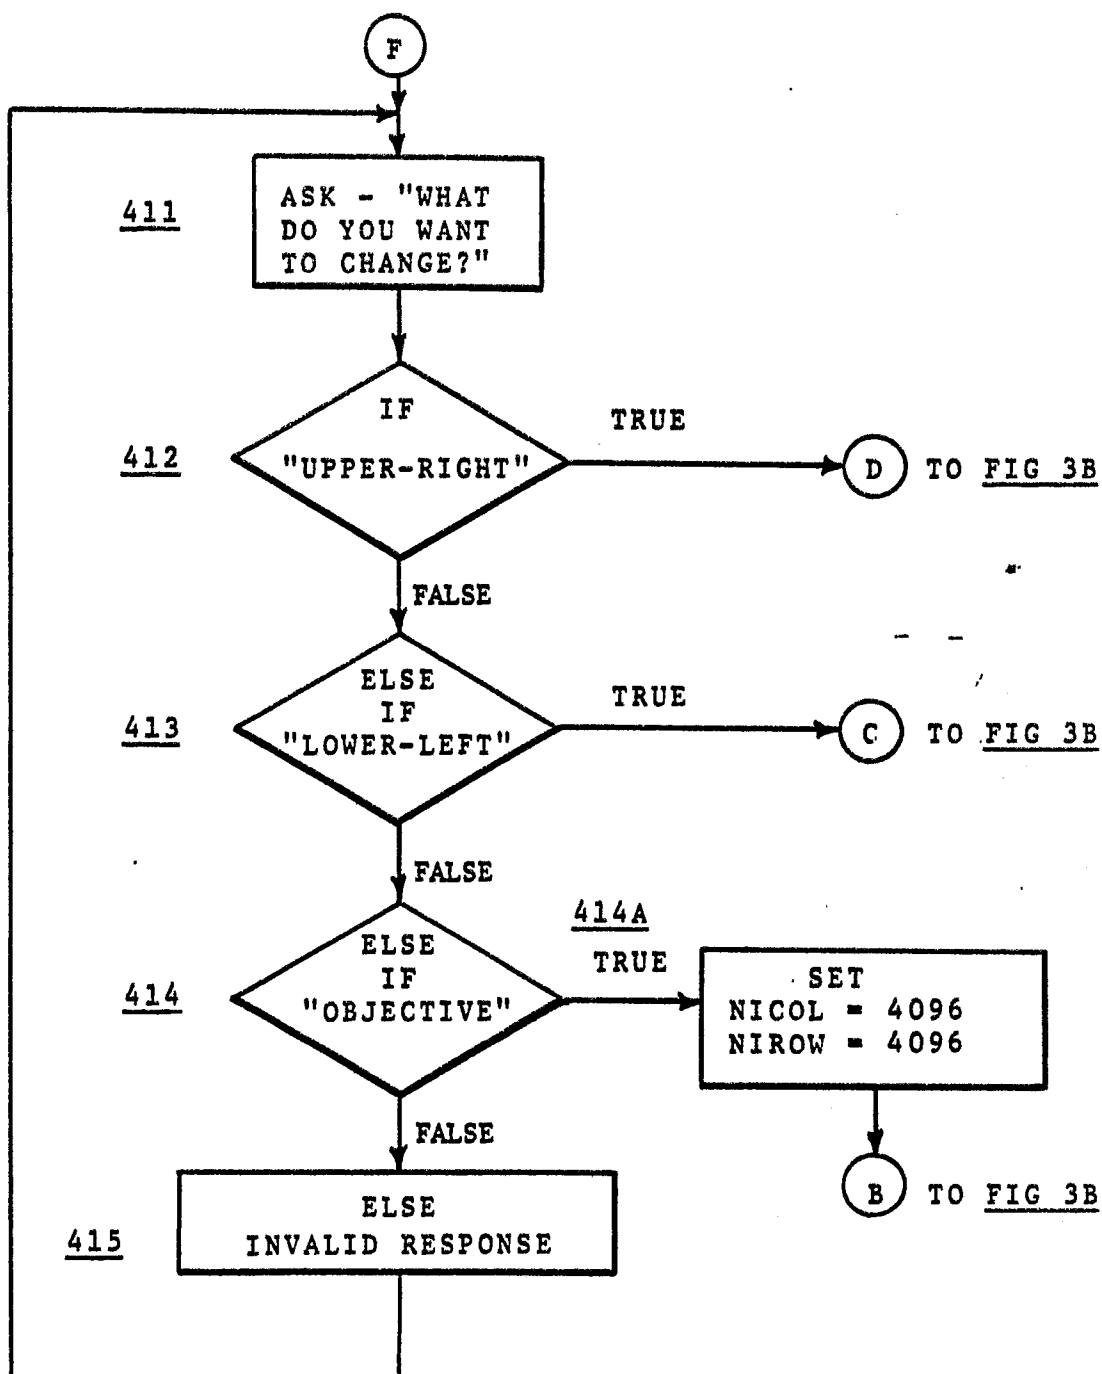 F
411
ASK - "WHAT
DO YOU WANT
TO CHANGE?"
412
IF
"UPPER-RIGHT"
TRUE
D
TO FIG 3B
FALSE
413
ELSE
IF
"LOWER-LEFT"
TRUE
C
TO FIG 3B
FALSE
414
ELSE
IF
"OBJECTIVE"
414A
TRUE
SET
NICOL = 4096
NIROW = 4096
FALSE
B
TO FIG 3B
415
ELSE
INVALID RESPONSE